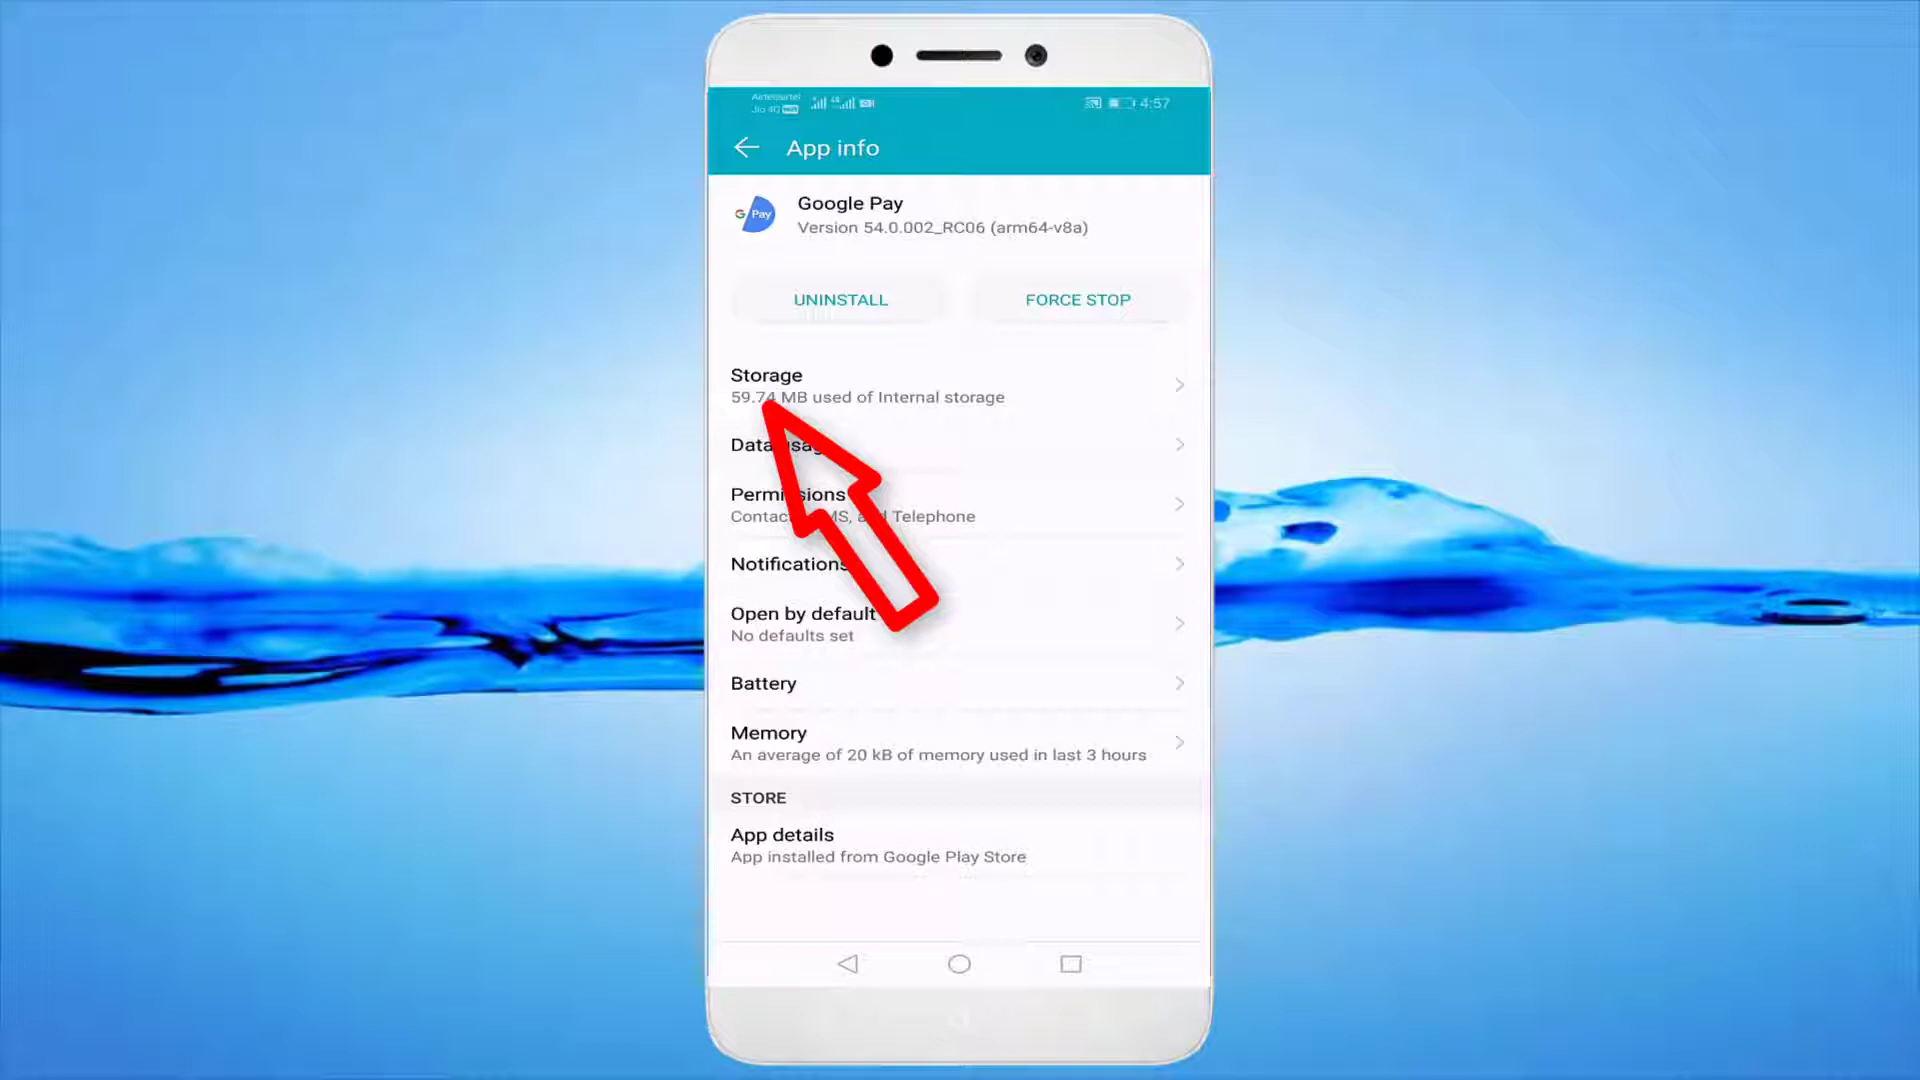 Airtel airtel
Jio 4G
4:57
App info
G Pay
Google Pay
Version 54.0.002_RC06 (arm64-v8a)
UNINSTALL
FORCE STOP
Storage
59.74 MB used of Internal storage
Data usage
Permissions
Contacts, SMS, and Telephone
Notifications
Open by default
No defaults set
Battery
Memory
An average of 20 kB of memory used in last 3 hours
STORE
App details
App installed from Google Play Store